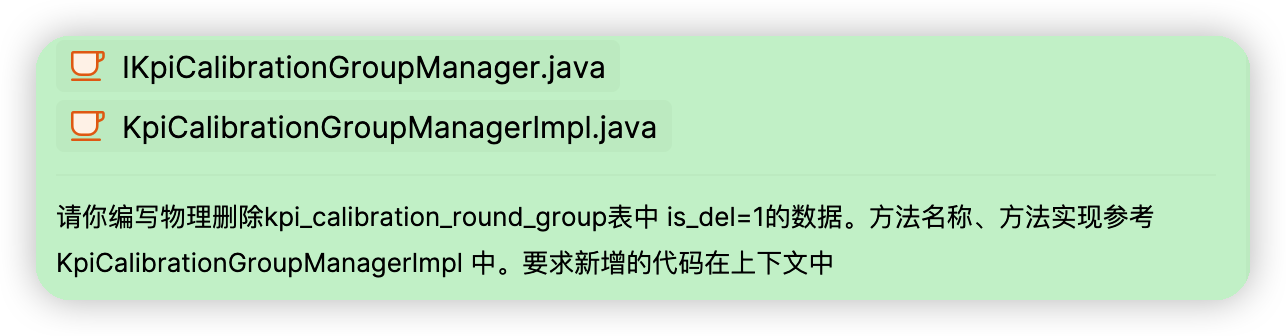 IKpiCalibrationGroupManager.java
KpiCalibrationGroupManagerImpl.java
请你编写物理删除kpi_calibration_round_group表中 is_del=1的数据。方法名称、方法实现参考
KpiCalibrationGroupManagerImpl 中。要求新增的代码在上下文中